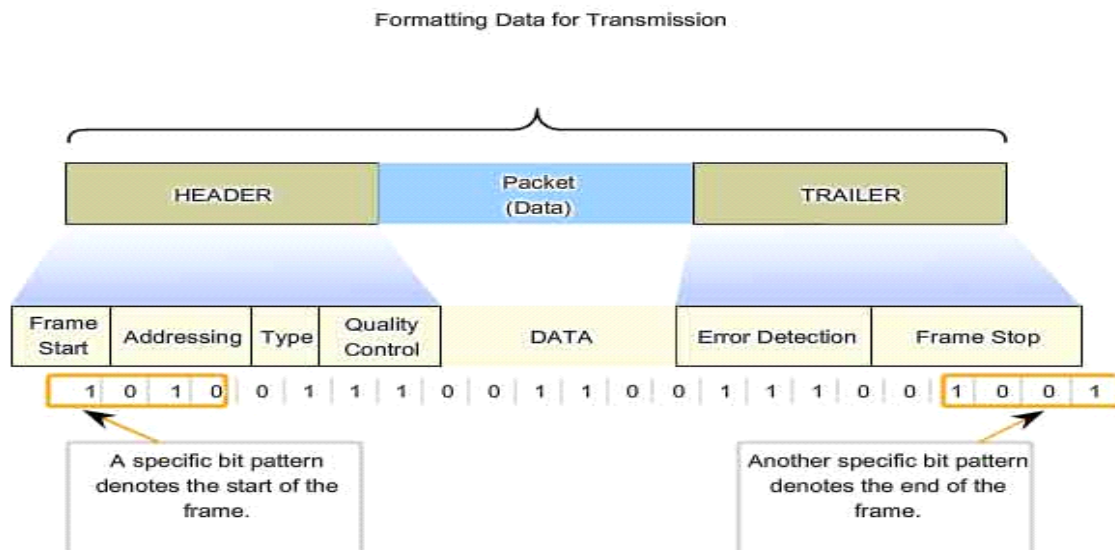 Formatting Data for Transmission
HEADER
Packet
(Data)
TRAILER
Frame
Start
Addressing
Type
Quality
Control
DATA
Error Detection
Frame Stop
1 0 1 0 0 1 1 1 0 0 1 1 0 0 1 1 1 0 0 1 0 0 1
A specific bit pattern
denotes the start of the
frame.
Another specific bit pattern
denotes the end of the
frame.